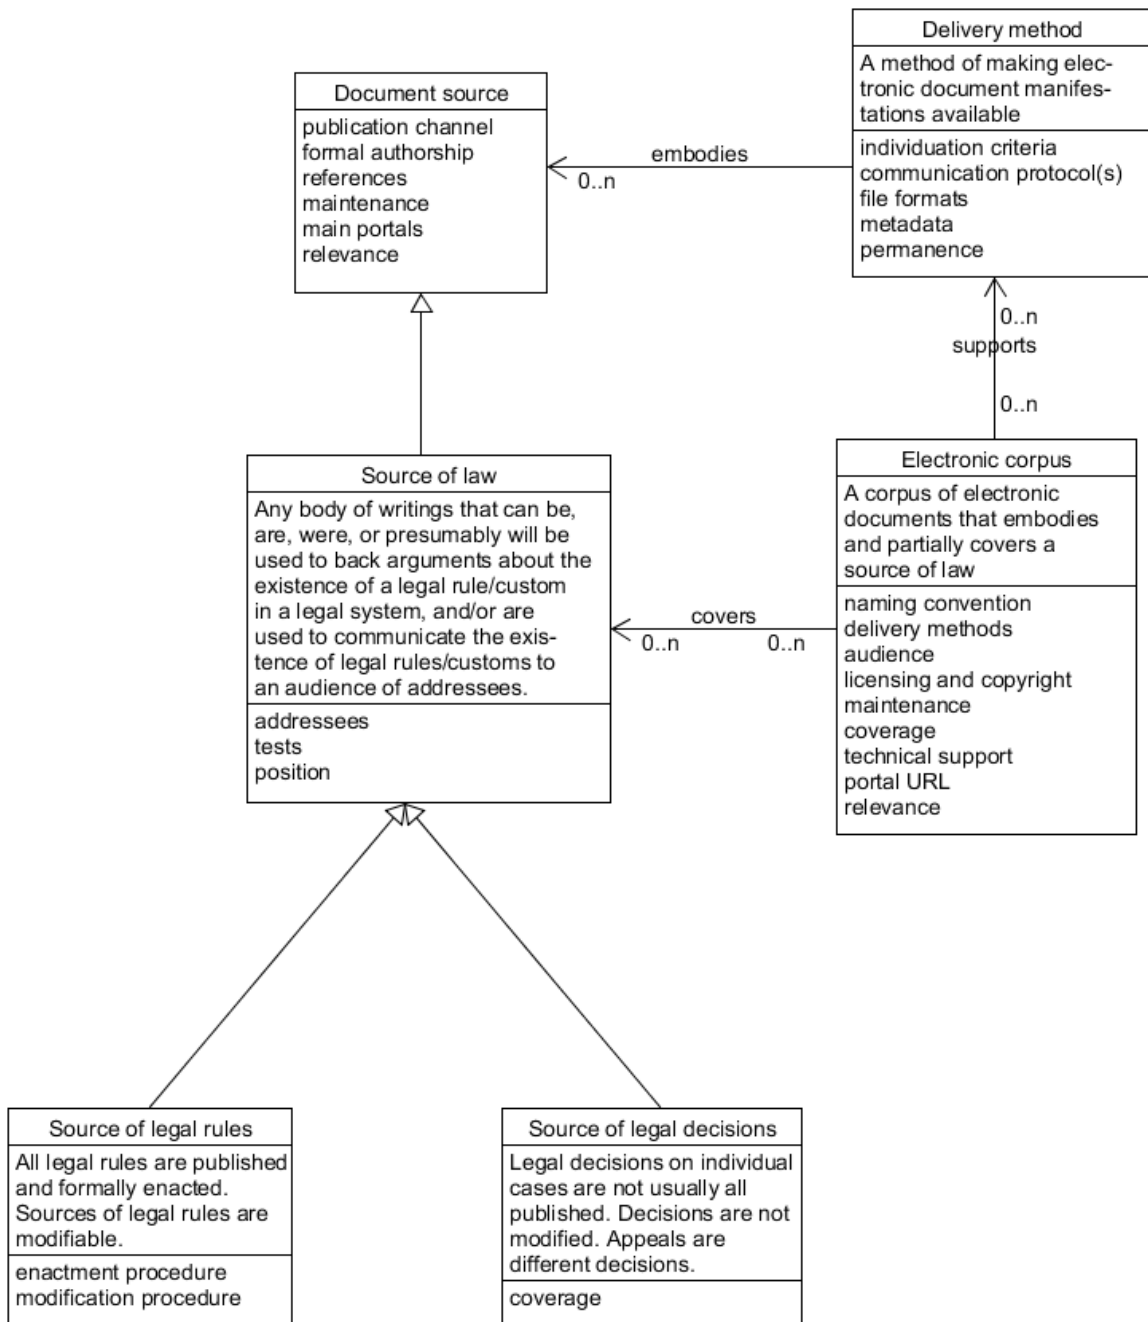 Delivery method
A method of making elec-
tronic document manifes-
tations available
individuation criteria
communication protocol(s)
file formats
metadata
permanence
Document source
publication channel
formal authorship
references
maintenance
main portals
relevance
embodies
0..n
0..n
supports
0..n
Source of law
Any body of writings that can be,
are, were, or presumably will be
used to back arguments about the
existence of a legal rule/custom
in a legal system, and/or are
used to communicate the exis-
tence of legal rules/customs to
an audience of addressees.
addressees
tests
position
covers
0..n
0..n
Electronic corpus
A corpus of electronic
documents that embodies
and partially covers a
source of law
naming convention
delivery methods
audience
licensing and copyright
maintenance
coverage
technical support
portal URL
relevance
Source of legal rules
All legal rules are published
and formally enacted.
Sources of legal rules are
modifiable.
enactment procedure
modification procedure
Source of legal decisions
Legal decisions on individual
cases are not usually all
published. Decisions are not
modified. Appeals are
different decisions.
coverage